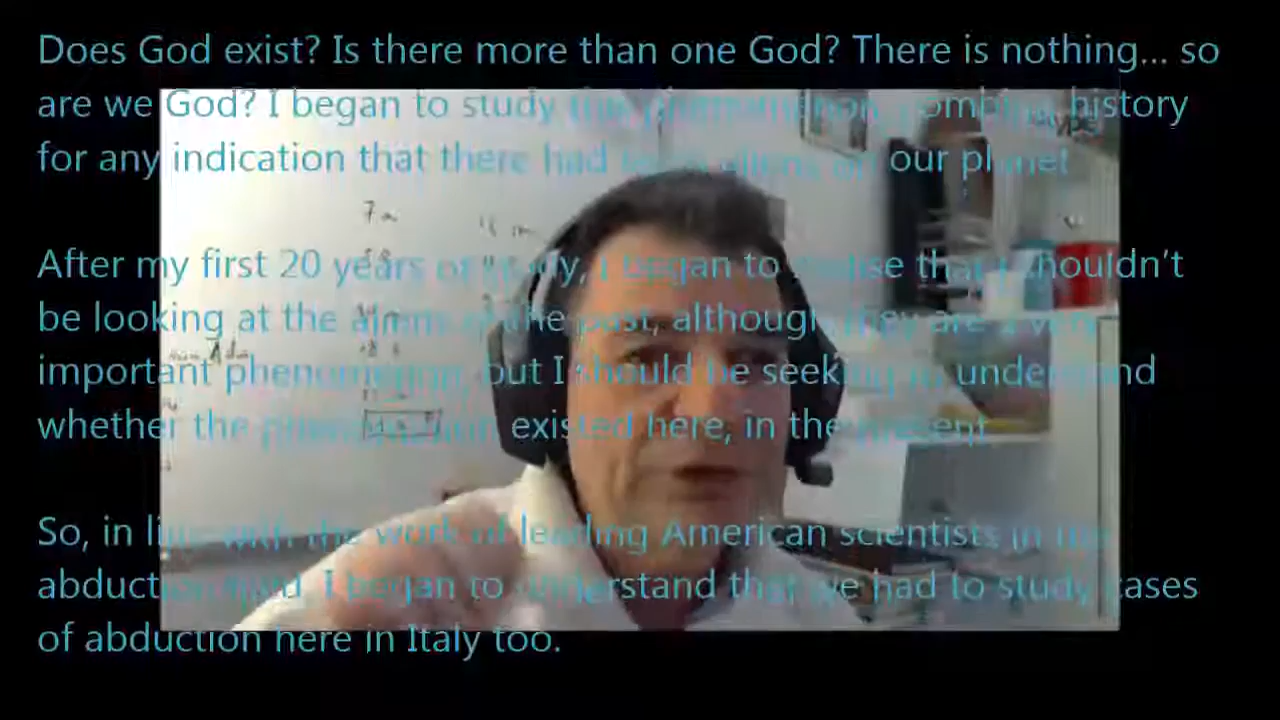 Does God exist? Is there more than one God? There is nothing... so
are we God? I began to study this phenomenon, combing history
for any indication that there had been aliens on our planet
After my first 20 years of study, I began to realise that I shouldn't
be looking at the aliens of the past, although they are a very
important phenomenon, but I should be seeking to understand
whether the phenomenon existed here, in the present.
So, in line with the work of leading American scientists in the
abduction field, I began to understand that we had to study cases
of abduction here in Italy too.
7m